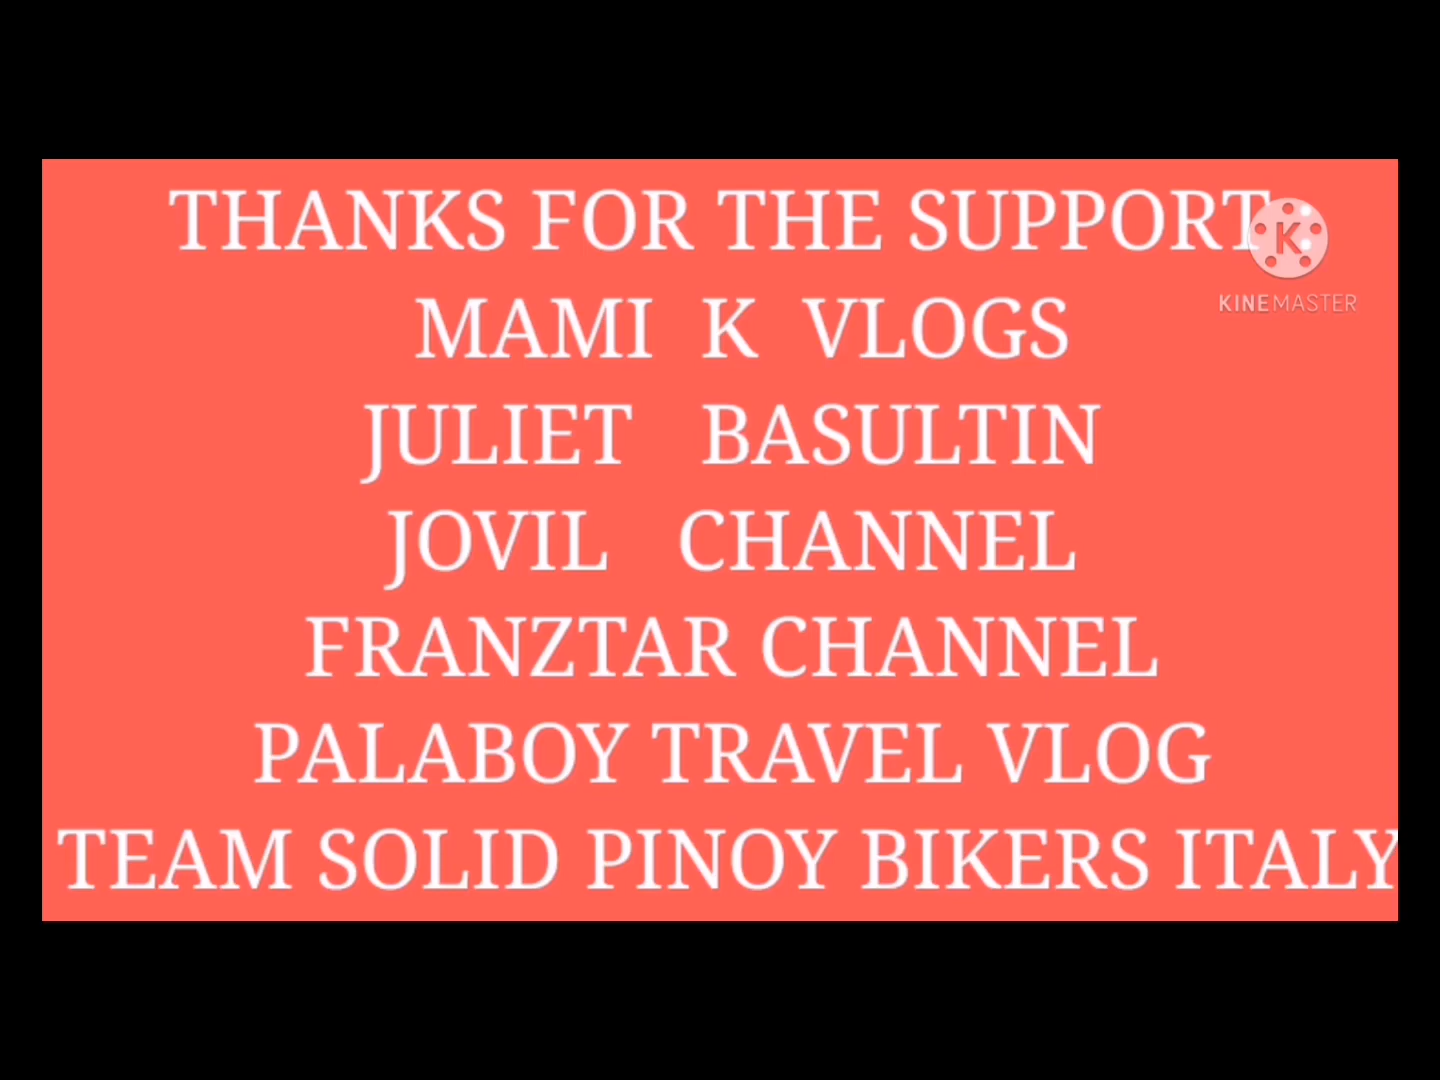 THANKS FOR THE SUPPORT
K
KINEMASTER
MAMI K VLOGS
JULIET BASULTIN
JOVIL CHANNEL
FRANZTAR CHANNEL
PALABOY TRAVEL VLOG
TEAM SOLID PINOY BIKERS ITALY